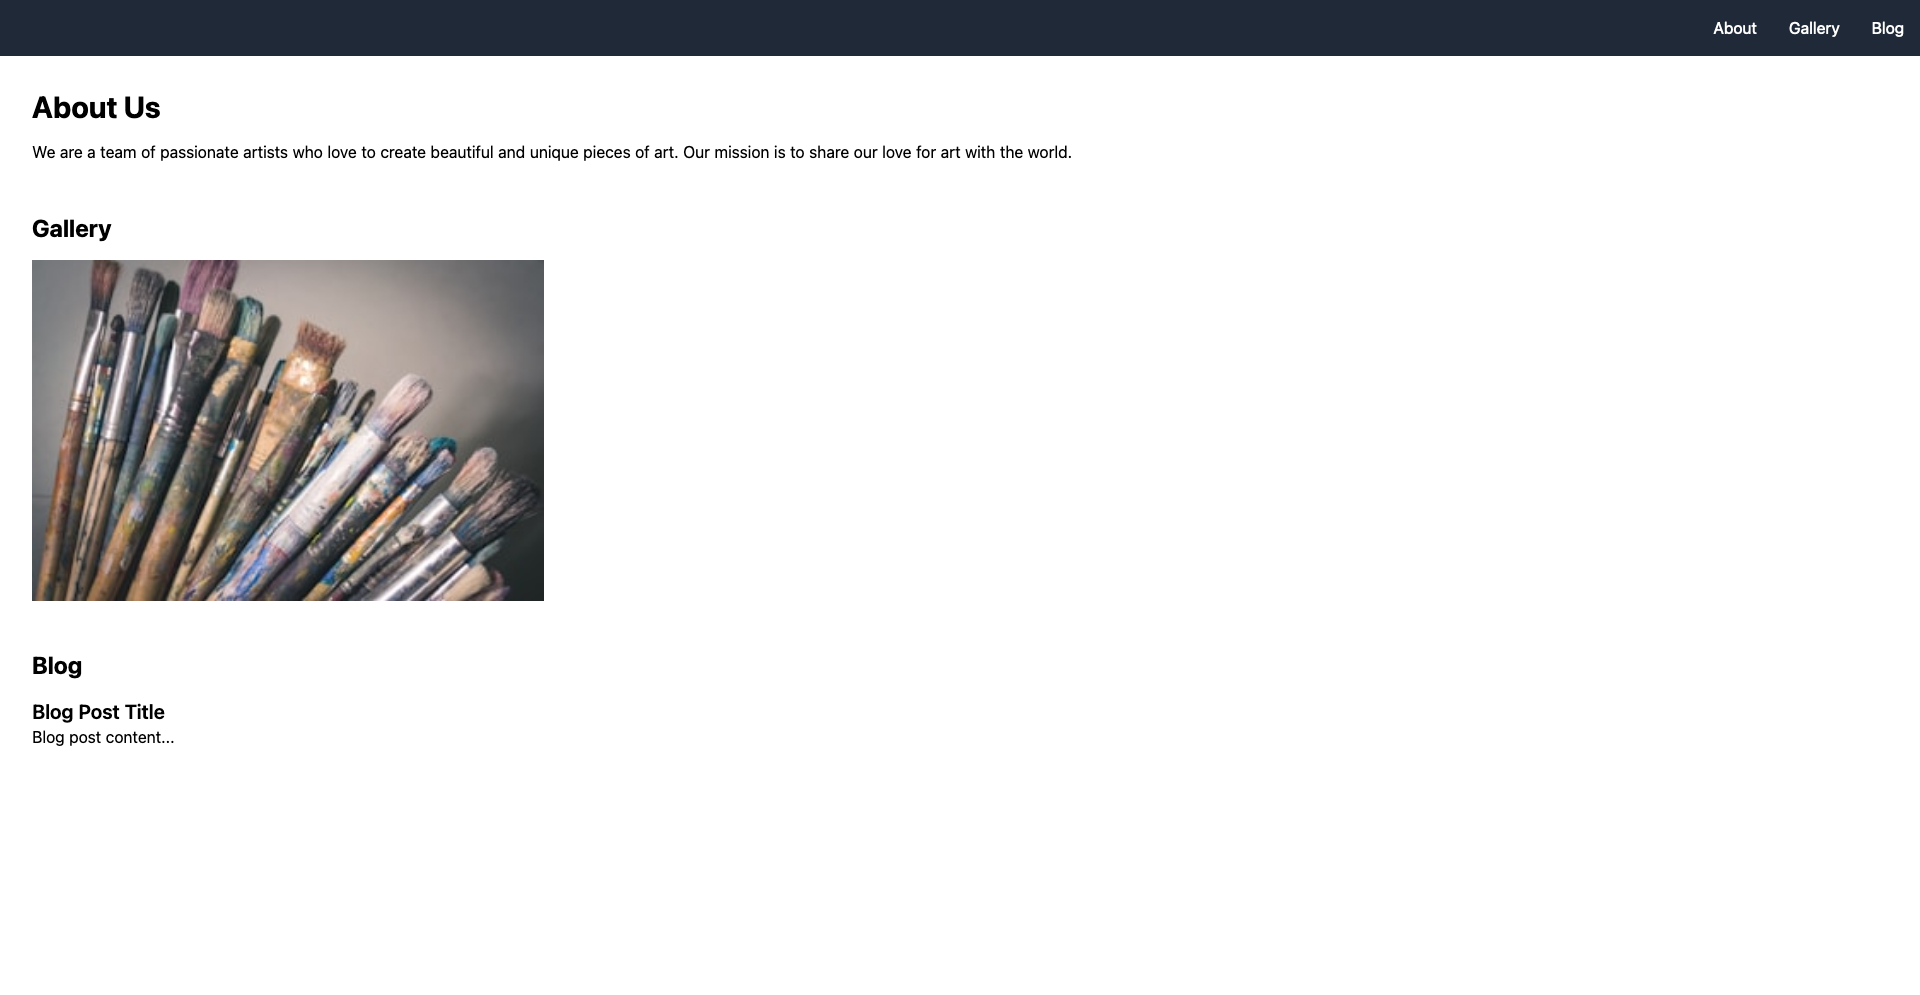 About Gallery Blog
About Us
We are a team of passionate artists who love to create beautiful and unique pieces of art. Our mission is to share our love for art with the world.
Gallery
Blog
Blog Post Title
Blog post content...